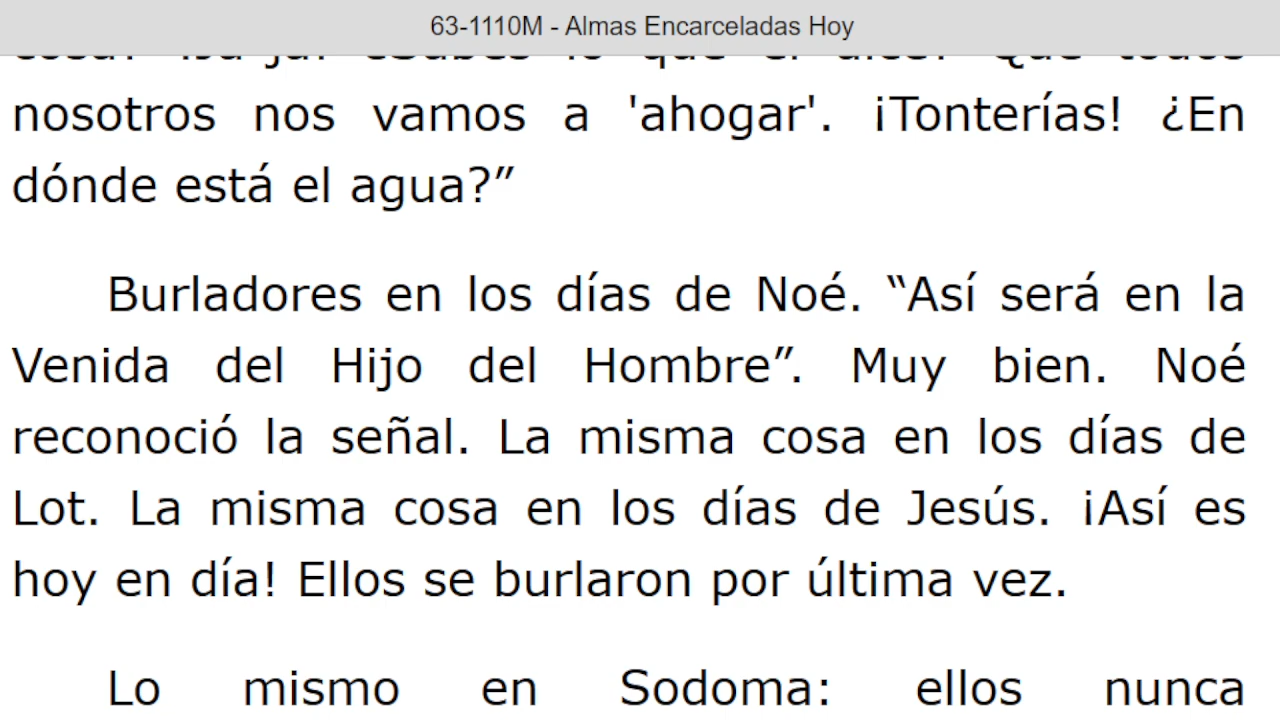 63-1110M - Almas Encarceladas Hoy
nosotros nos vamos a 'ahogar'. ¡Tonterías! ¿En
dónde está el agua?”
Burladores en los días de Noé. “Así será en la
Venida del Hijo del Hombre”. Muy bien. Noé
reconoció la señal. La misma cosa en los días de
Lot. La misma cosa en los días de Jesús. ¡Así es
hoy en día! Ellos se burlaron por última vez.
Lo mismo en Sodoma: ellos nunca